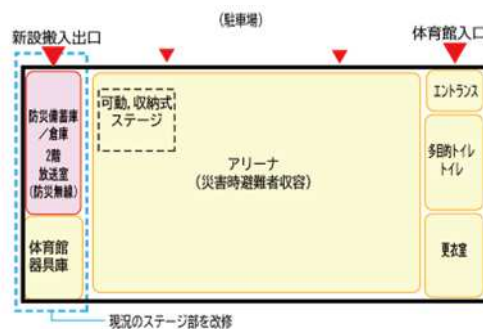 （駐車場）
新設搬入出口
体育館入口
防災備蓄庫
／倉庫
2階
放送室
（防災無線）
可動,収納式
ステージ
アリーナ
（災害時避難者収容）
エントランス
多目的トイレ
トイレ
体育館
器具庫
更衣室
現況のステージ部を改修